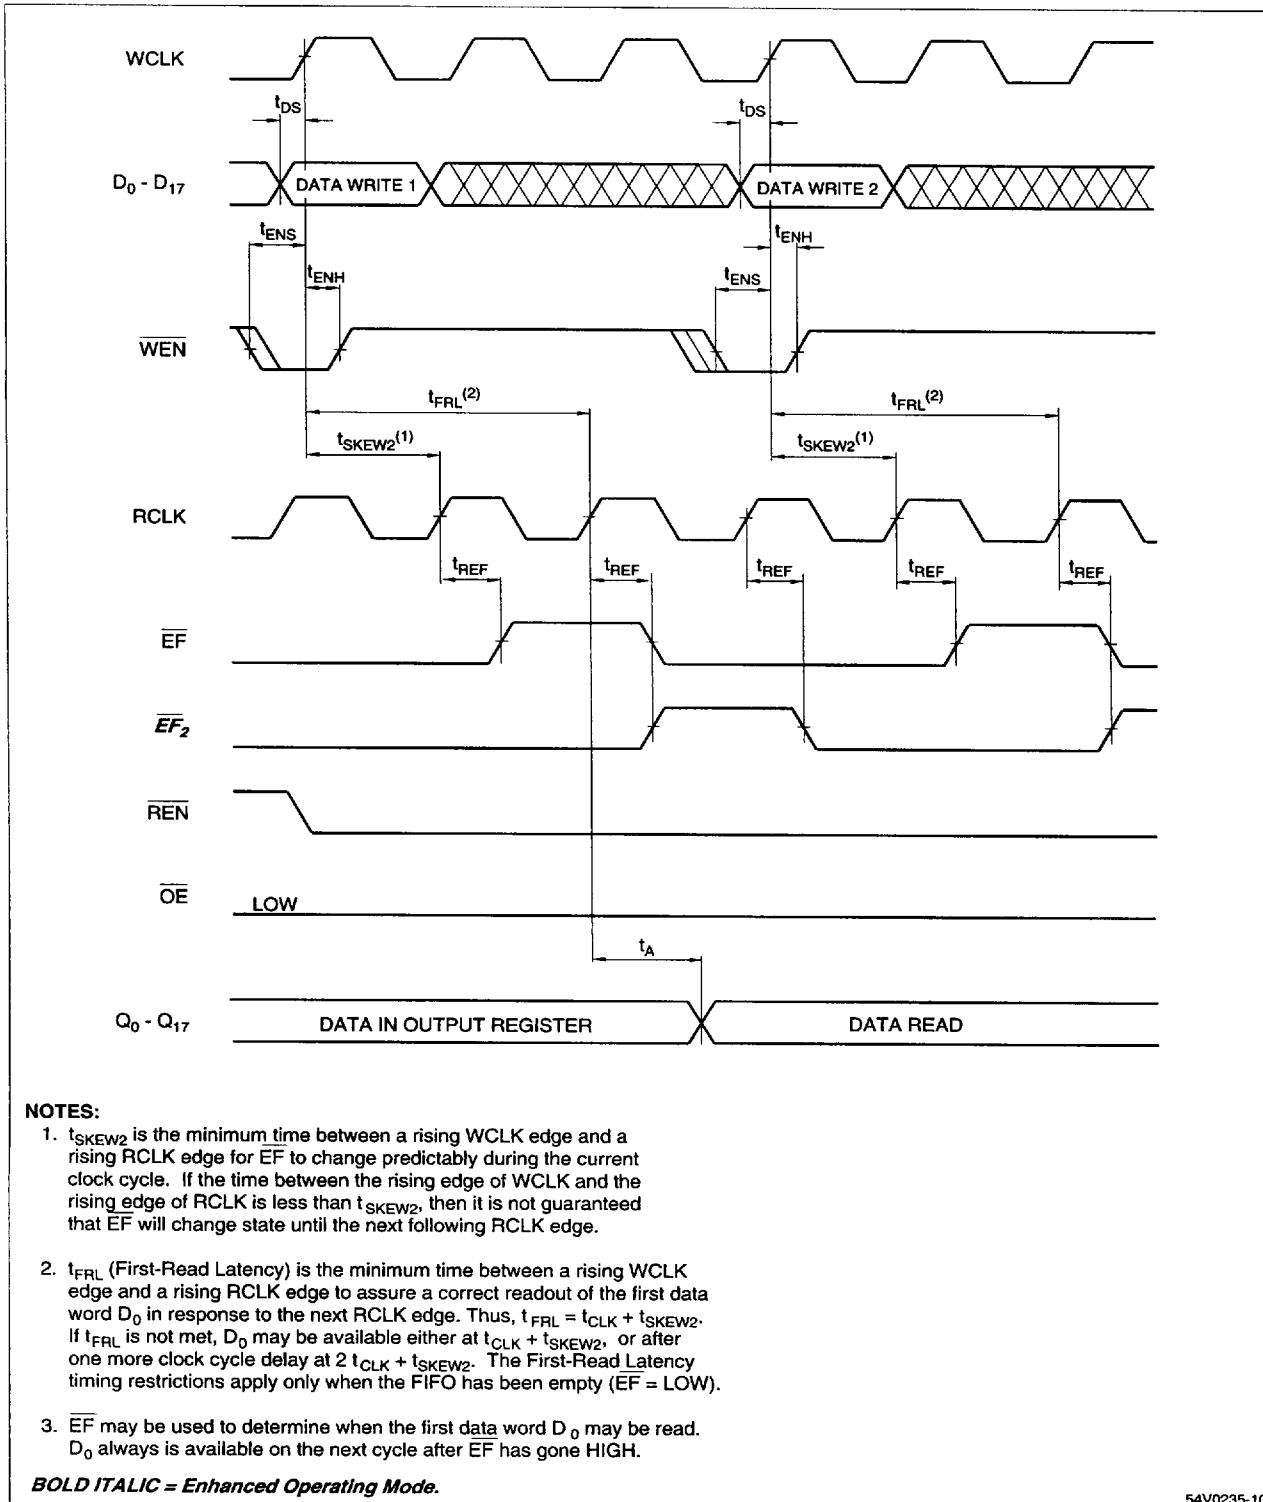 WCLK
tDS tDS
D0 - D17 DATA WRITE 1 DATA WRITE 2
tENS tENH
tENH tENS
WEN
tFRL(2) tFRL(2)
tSKEW2(1) tSKEW2(1)
RCLK
tREF tREF tREF tREF tREF
EF
EF2
REN
OE LOW
tA
Q0 - Q17 DATA IN OUTPUT REGISTER DATA READ
NOTES:
1. tSKEW2 is the minimum time between a rising WCLK edge and a
rising RCLK edge for EF to change predictably during the current
clock cycle. If the time between the rising edge of WCLK and the
rising edge of RCLK is less than tSKEW2, then it is not guaranteed
that EF will change state until the next following RCLK edge.
2. tFRL (First-Read Latency) is the minimum time between a rising WCLK
edge and a rising RCLK edge to assure a correct readout of the first data
word D0 in response to the next RCLK edge. Thus, tFRL = tCLK + tSKEW2.
If tFRL is not met, D0 may be available either at tCLK + tSKEW2, or after
one more clock cycle delay at 2 tCLK + tSKEW2. The First-Read Latency
timing restrictions apply only when the FIFO has been empty (EF = LOW).
3. EF may be used to determine when the first data word D0 may be read.
D0 always is available on the next cycle after EF has gone HIGH.
BOLD ITALIC = Enhanced Operating Mode.
54V0235-10